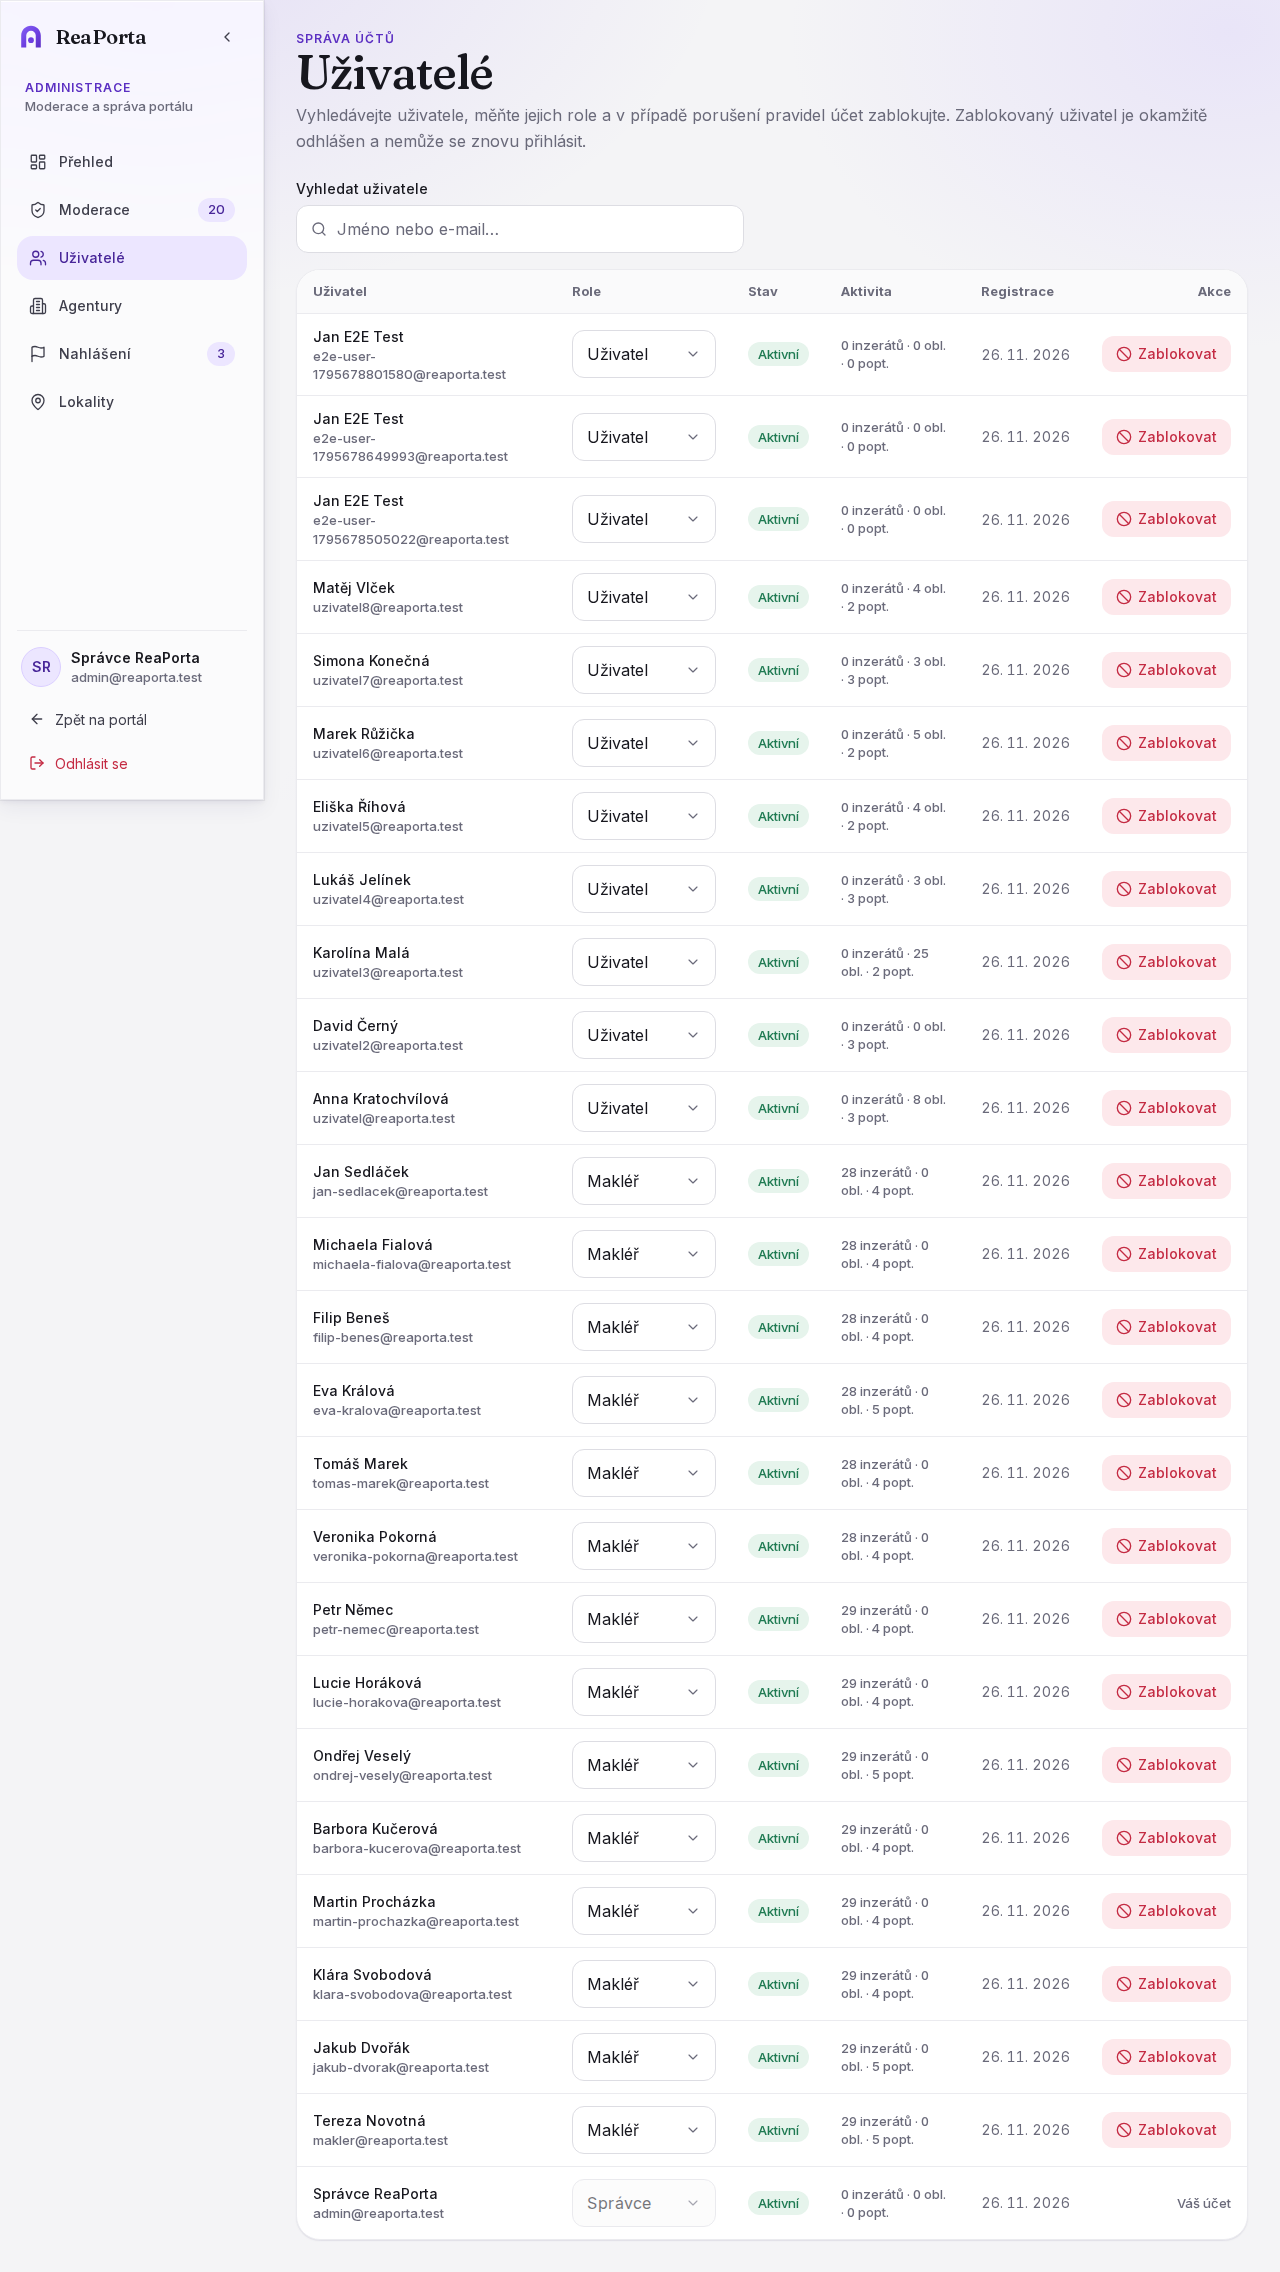 ReaPorta
ADMINISTRACE
Moderace a správa portálu
Přehled
Moderace 20
Uživatelé
Agentury
Nahlášení 3
Lokality
SR
Správce ReaPorta
admin@reaporta.test
Zpět na portál
Odhlásit se
SPRÁVA ÚČTŮ
Uživatelé
Vyhledávejte uživatele, měňte jejich role a v případě porušení pravidel účet zablokujte. Zablokovaný uživatel je okamžitě
odhlášen a nemůže se znovu přihlásit.
Vyhledat uživatele
Jméno nebo e-mail…
Uživatel Role Stav Aktivita Registrace Akce
Jan E2E Test
e2e-user-
1795678801580@reaporta.test
Uživatel
Aktivní
0 inzerátů · 0 obl.
· 0 popt.
26. 11. 2026
Zablokovat
Jan E2E Test
e2e-user-
1795678649993@reaporta.test
Uživatel
Aktivní
0 inzerátů · 0 obl.
· 0 popt.
26. 11. 2026
Zablokovat
Jan E2E Test
e2e-user-
1795678505022@reaporta.test
Uživatel
Aktivní
0 inzerátů · 0 obl.
· 0 popt.
26. 11. 2026
Zablokovat
Matěj Vlček
uzivatel8@reaporta.test
Uživatel
Aktivní
0 inzerátů · 4 obl.
· 2 popt.
26. 11. 2026
Zablokovat
Simona Konečná
uzivatel7@reaporta.test
Uživatel
Aktivní
0 inzerátů · 3 obl.
· 3 popt.
26. 11. 2026
Zablokovat
Marek Růžička
uzivatel6@reaporta.test
Uživatel
Aktivní
0 inzerátů · 5 obl.
· 2 popt.
26. 11. 2026
Zablokovat
Eliška Říhová
uzivatel5@reaporta.test
Uživatel
Aktivní
0 inzerátů · 4 obl.
· 2 popt.
26. 11. 2026
Zablokovat
Lukáš Jelínek
uzivatel4@reaporta.test
Uživatel
Aktivní
0 inzerátů · 3 obl.
· 3 popt.
26. 11. 2026
Zablokovat
Karolína Malá
uzivatel3@reaporta.test
Uživatel
Aktivní
0 inzerátů · 25
obl. · 2 popt.
26. 11. 2026
Zablokovat
David Černý
uzivatel2@reaporta.test
Uživatel
Aktivní
0 inzerátů · 0 obl.
· 3 popt.
26. 11. 2026
Zablokovat
Anna Kratochvílová
uzivatel@reaporta.test
Uživatel
Aktivní
0 inzerátů · 8 obl.
· 3 popt.
26. 11. 2026
Zablokovat
Jan Sedláček
jan-sedlacek@reaporta.test
Makléř
Aktivní
28 inzerátů · 0
obl. · 4 popt.
26. 11. 2026
Zablokovat
Michaela Fialová
michaela-fialova@reaporta.test
Makléř
Aktivní
28 inzerátů · 0
obl. · 4 popt.
26. 11. 2026
Zablokovat
Filip Beneš
filip-benes@reaporta.test
Makléř
Aktivní
28 inzerátů · 0
obl. · 4 popt.
26. 11. 2026
Zablokovat
Eva Králová
eva-kralova@reaporta.test
Makléř
Aktivní
28 inzerátů · 0
obl. · 5 popt.
26. 11. 2026
Zablokovat
Tomáš Marek
tomas-marek@reaporta.test
Makléř
Aktivní
28 inzerátů · 0
obl. · 4 popt.
26. 11. 2026
Zablokovat
Veronika Pokorná
veronika-pokorna@reaporta.test
Makléř
Aktivní
28 inzerátů · 0
obl. · 4 popt.
26. 11. 2026
Zablokovat
Petr Němec
petr-nemec@reaporta.test
Makléř
Aktivní
29 inzerátů · 0
obl. · 4 popt.
26. 11. 2026
Zablokovat
Lucie Horáková
lucie-horakova@reaporta.test
Makléř
Aktivní
29 inzerátů · 0
obl. · 4 popt.
26. 11. 2026
Zablokovat
Ondřej Veselý
ondrej-vesely@reaporta.test
Makléř
Aktivní
29 inzerátů · 0
obl. · 5 popt.
26. 11. 2026
Zablokovat
Barbora Kučerová
barbora-kucerova@reaporta.test
Makléř
Aktivní
29 inzerátů · 0
obl. · 4 popt.
26. 11. 2026
Zablokovat
Martin Procházka
martin-prochazka@reaporta.test
Makléř
Aktivní
29 inzerátů · 0
obl. · 4 popt.
26. 11. 2026
Zablokovat
Klára Svobodová
klara-svobodova@reaporta.test
Makléř
Aktivní
29 inzerátů · 0
obl. · 4 popt.
26. 11. 2026
Zablokovat
Jakub Dvořák
jakub-dvorak@reaporta.test
Makléř
Aktivní
29 inzerátů · 0
obl. · 5 popt.
26. 11. 2026
Zablokovat
Tereza Novotná
makler@reaporta.test
Makléř
Aktivní
29 inzerátů · 0
obl. · 5 popt.
26. 11. 2026
Zablokovat
Správce ReaPorta
admin@reaporta.test
Správce
Aktivní
0 inzerátů · 0 obl.
· 0 popt.
26. 11. 2026
Váš účet